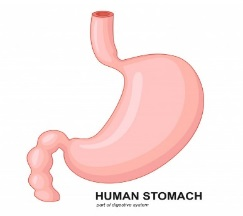 HUMAN STOMACH
part of digestive system